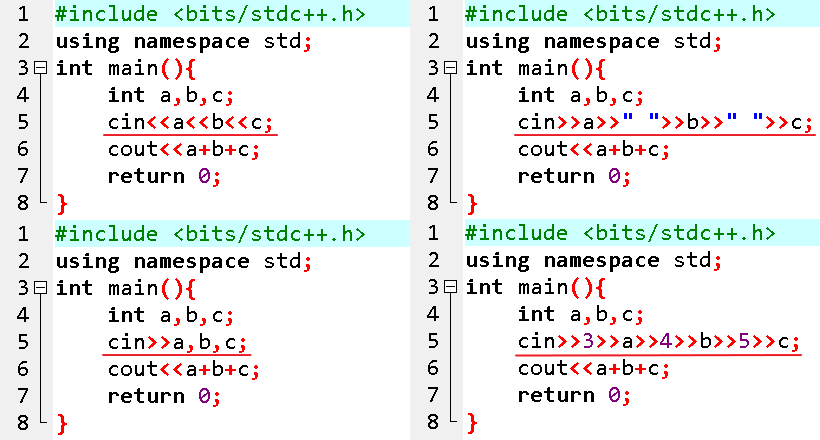 1 #include <bits/stdc++.h>
2 using namespace std;
3 int main(){
4 int a,b,c;
5 cin<<a<<b<<c;
6 cout<<a+b+c;
7 return 0;
8 }
1 #include <bits/stdc++.h>
2 using namespace std;
3 int main(){
4 int a,b,c;
5 cin>>a>>" ">>b>>" ">>c;
6 cout<<a+b+c;
7 return 0;
8 }
1 #include <bits/stdc++.h>
2 using namespace std;
3 int main(){
4 int a,b,c;
5 cin>>a,b,c;
6 cout<<a+b+c;
7 return 0;
8 }
1 #include <bits/stdc++.h>
2 using namespace std;
3 int main(){
4 int a,b,c;
5 cin>>3>>a>>4>>b>>5>>c;
6 cout<<a+b+c;
7 return 0;
8 }